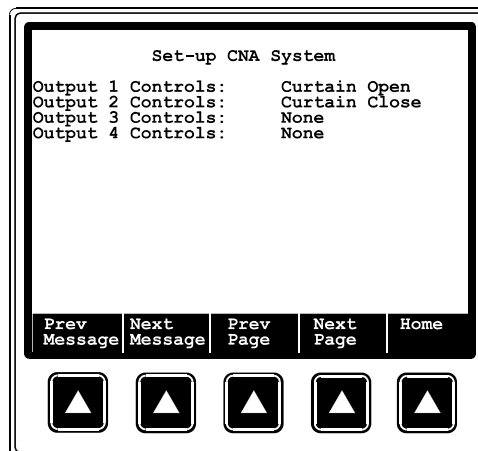 Set-up CNA System
Output 1 Controls: Curtain Open
Output 2 Controls: Curtain Close
Output 3 Controls: None
Output 4 Controls: None
Prev Message Next Message Prev Page Next Page Home